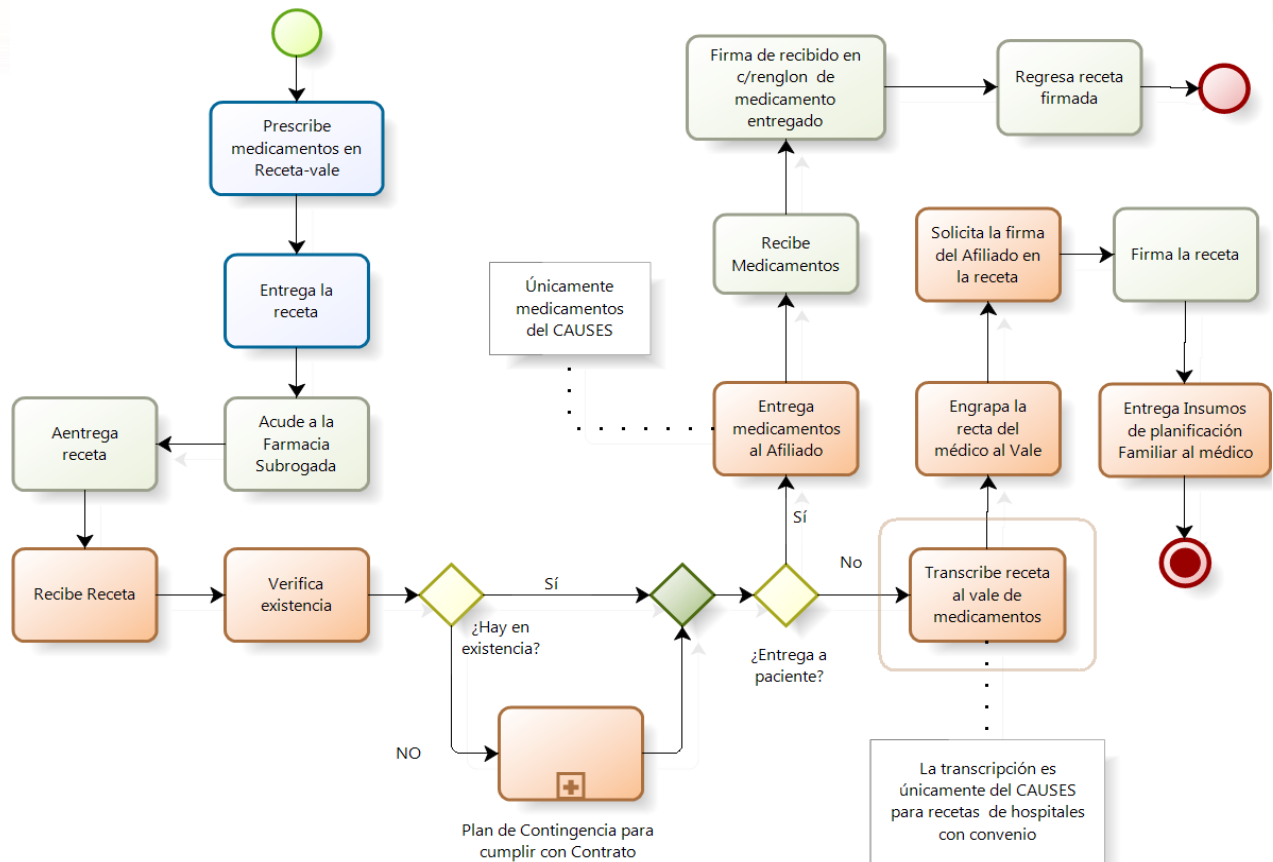 Prescribe
medicamentos en
Receta-vale
Entrega la
receta
Acude a la
Farmacia
Subrogada
Aentrega
receta
Recibe Receta
Verifica
existencia
¿Hay en
existencia?
Sí
NO
Plan de Contingencia para
cumplir con Contrato
¿Entrega a
paciente?
Sí
Entrega
medicamentos
al Afiliado
Únicamente
medicamentos
del CAUSES
Recibe
Medicamentos
Firma de recibido en
c/renglon de
medicamento
entregado
Regresa receta
firmada
No
Transcribe receta
al vale de
medicamentos
La transcripción es
únicamente del CAUSES
para recetas de hospitales
con convenio
Engrapa la
recta del
médico al Vale
Solicita la firma
del Afiliado en
la receta
Firma la receta
Entrega Insumos
de planificación
Familiar al médico